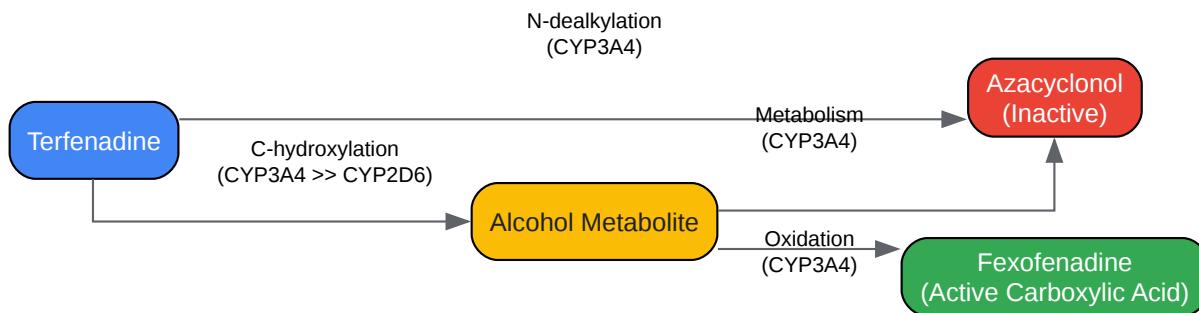 N-dealkylation
(CYP3A4)
Azacyclonol
(Inactive)
Terfenadine
Metabolism
(CYP3A4)
C-hydroxylation
(CYP3A4 >> CYP2D6)
Alcohol Metabolite
Oxidation
(CYP3A4)
Fexofenadine
(Active Carboxylic Acid)